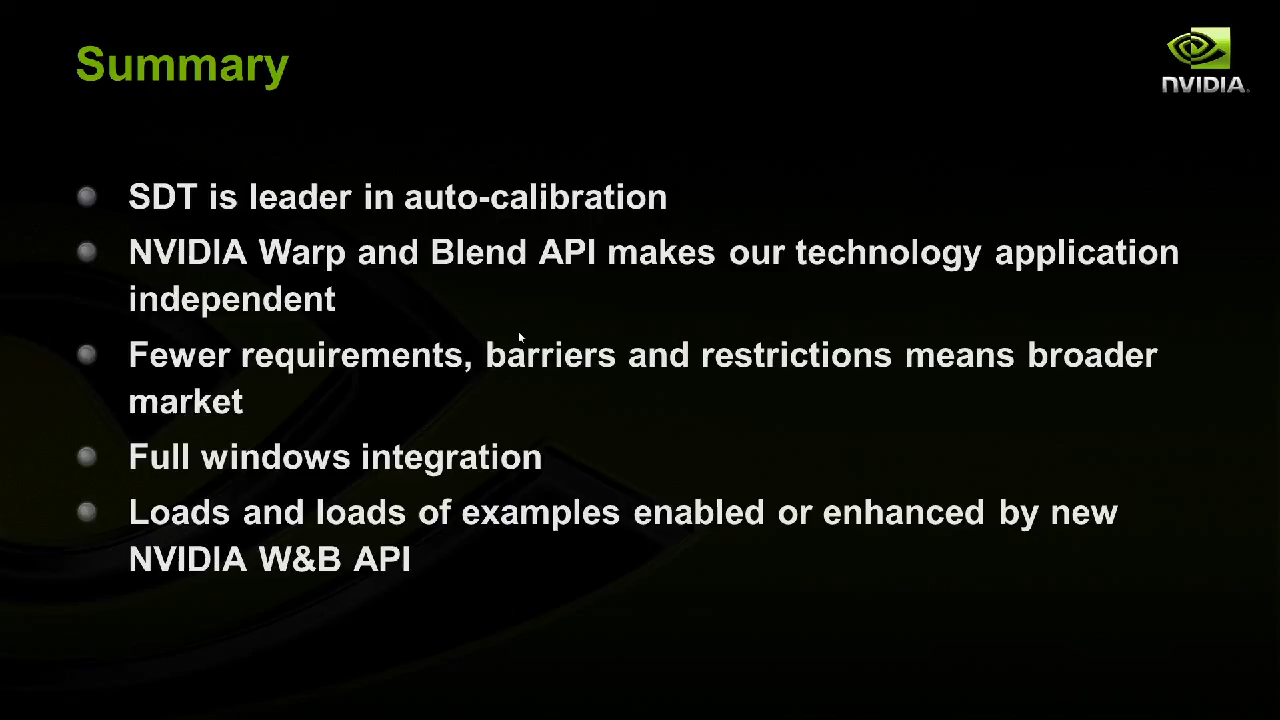 Summary
NVIDIA
SDT is leader in auto-calibration
NVIDIA Warp and Blend API makes our technology application
independent
Fewer requirements, barriers and restrictions means broader
market
Full windows integration
Loads and loads of examples enabled or enhanced by new
NVIDIA W&B API